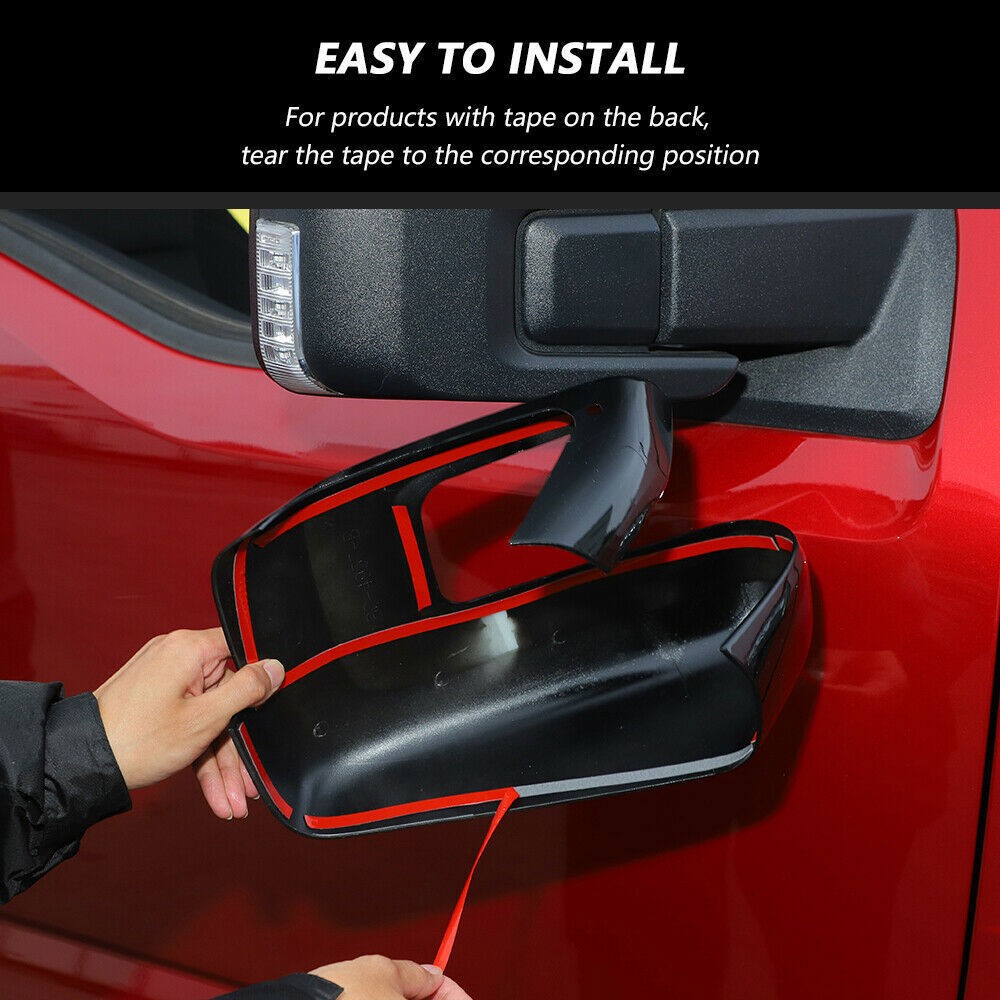 EASY TO INSTALL
For products with tape on the back,
tear the tape to the corresponding position